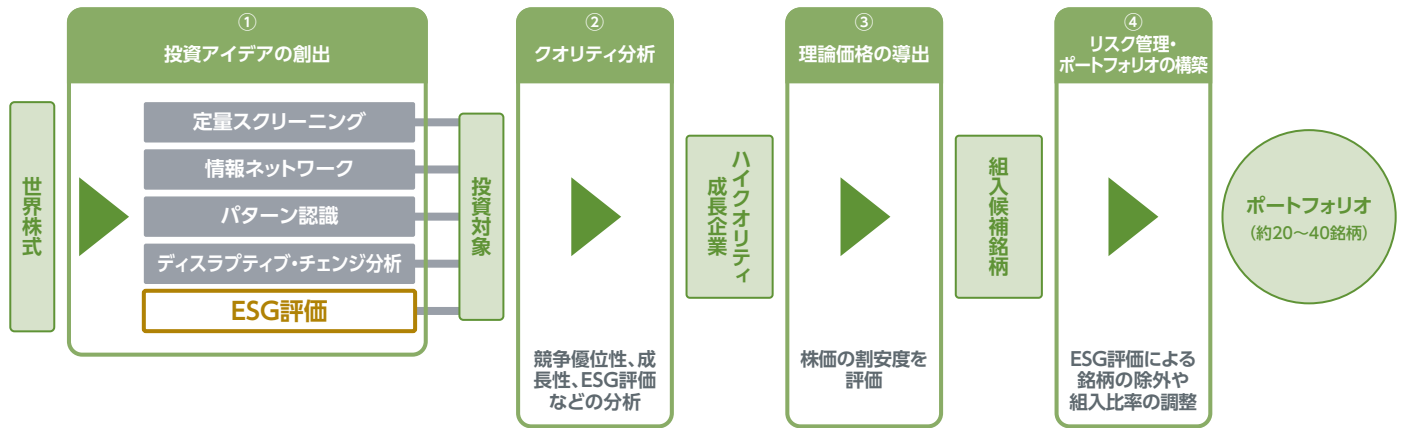 ①
投資アイデアの創出
世界株式
定量スクリーニング
情報ネットワーク
パターン認識
ディスラプティブ・チェンジ分析
ESG評価
投資対象
②
クオリティ分析
競争優位性、成
長性、ESG評価
などの分析
ハイクオリティ
成長企業
③
理論価格の導出
株価の割安度を
評価
組入候補銘柄
④
リスク管理・
ポートフォリオの構築
ESG評価による
銘柄の除外や
組入比率の調整
ポートフォリオ
（約20～40銘柄）